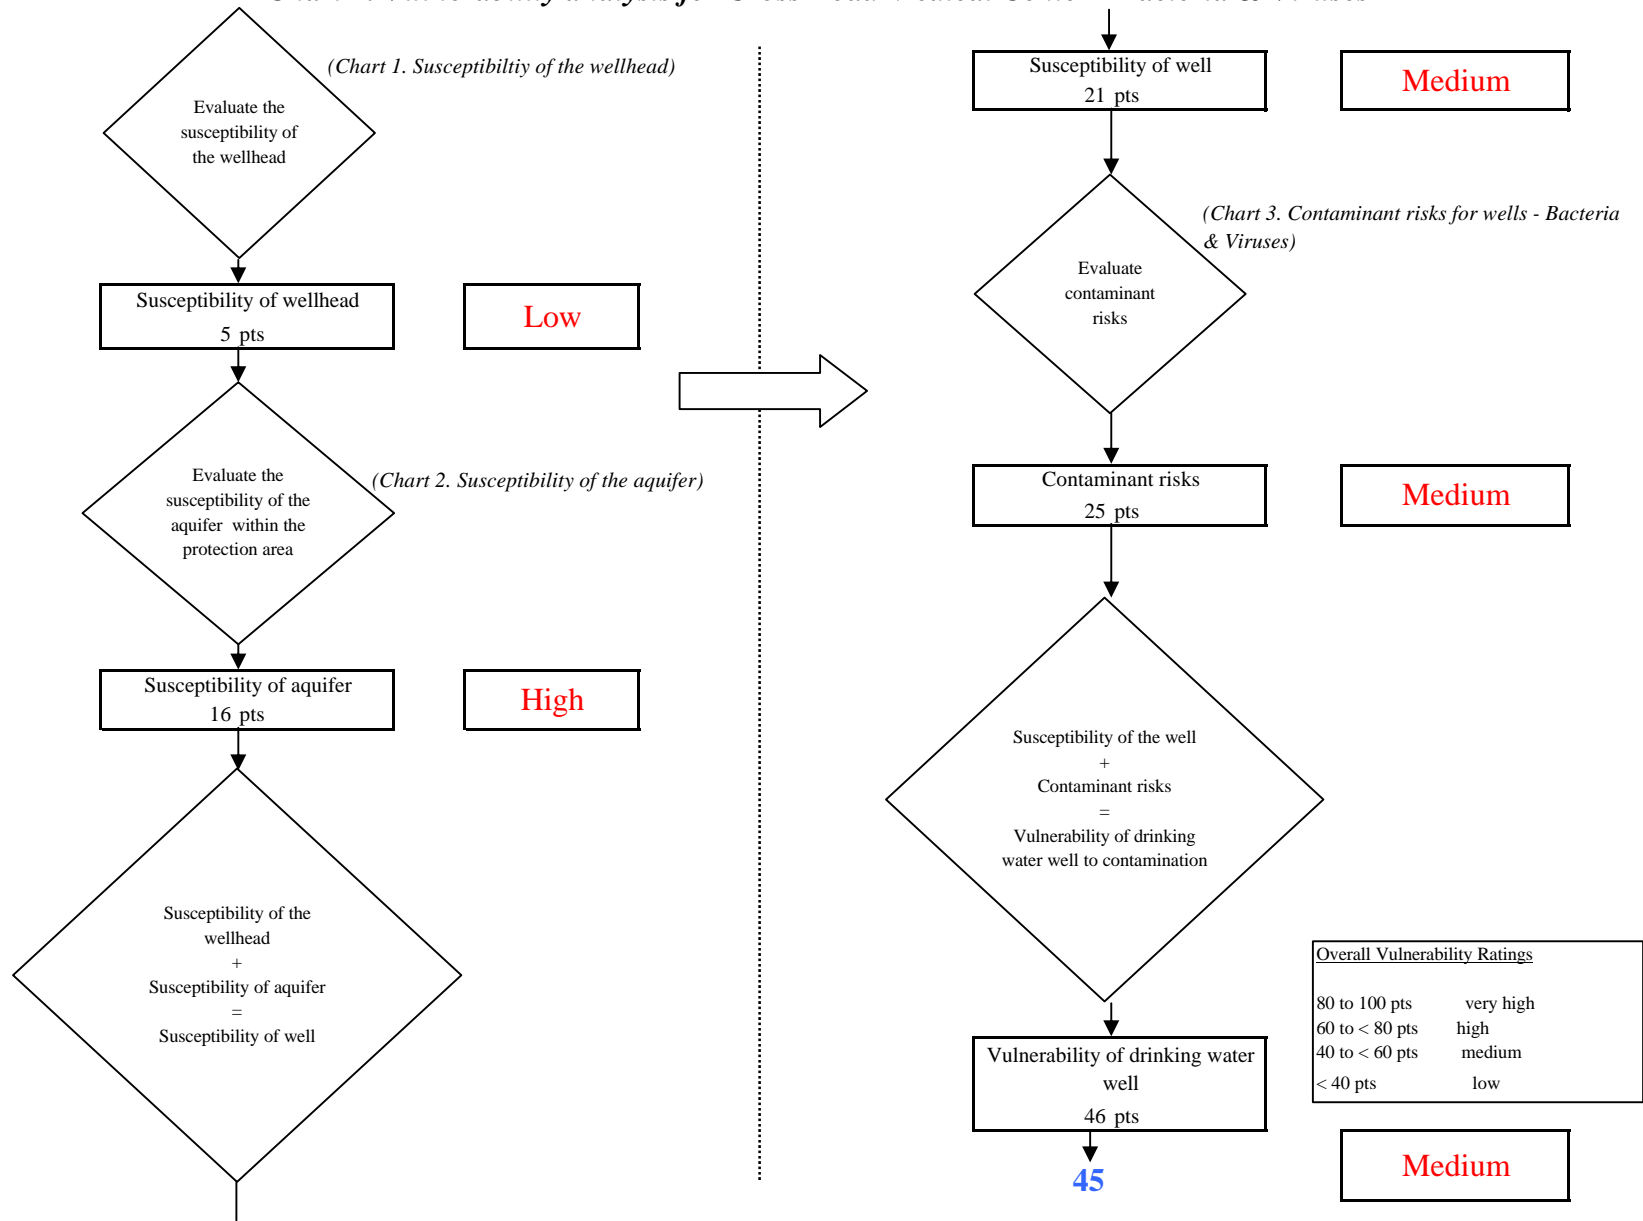 (Chart 1. Susceptibiltiy of the wellhead)
Evaluate the
susceptibility of
the wellhead
Susceptibility of wellhead
5 pts
Low
Evaluate the
susceptibility of the
aquifer within the
protection area
(Chart 2. Susceptibility of the aquifer)
Susceptibility of aquifer
16 pts
High
Susceptibility of the
wellhead
+
Susceptibility of aquifer
=
Susceptibility of well
Susceptibility of well
21 pts
Medium
(Chart 3. Contaminant risks for wells - Bacteria
& Viruses)
Evaluate
contaminant
risks
Contaminant risks
25 pts
Medium
Susceptibility of the well
+
Contaminant risks
=
Vulnerability of drinking
water well to contamination
Overall Vulnerability Ratings
80 to 100 pts very high
60 to < 80 pts high
40 to < 60 pts medium
< 40 pts low
Vulnerability of drinking water
well
46 pts
45
Medium